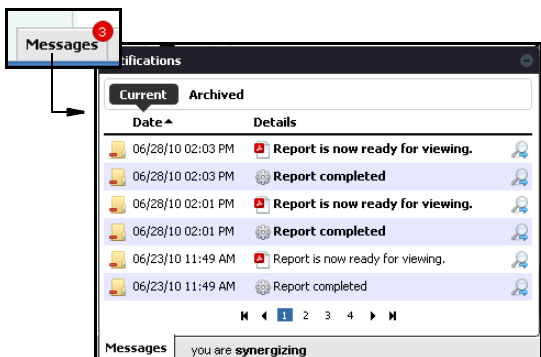 Messages 3
ifications
Current Archived
Date Details
06/28/10 02:03 PM Report is now ready for viewing.
06/28/10 02:03 PM Report completed
06/28/10 02:01 PM Report is now ready for viewing.
06/28/10 02:01 PM Report completed
06/23/10 11:49 AM Report is now ready for viewing.
06/23/10 11:49 AM Report completed
1 2 3 4
Messages you are synergizing